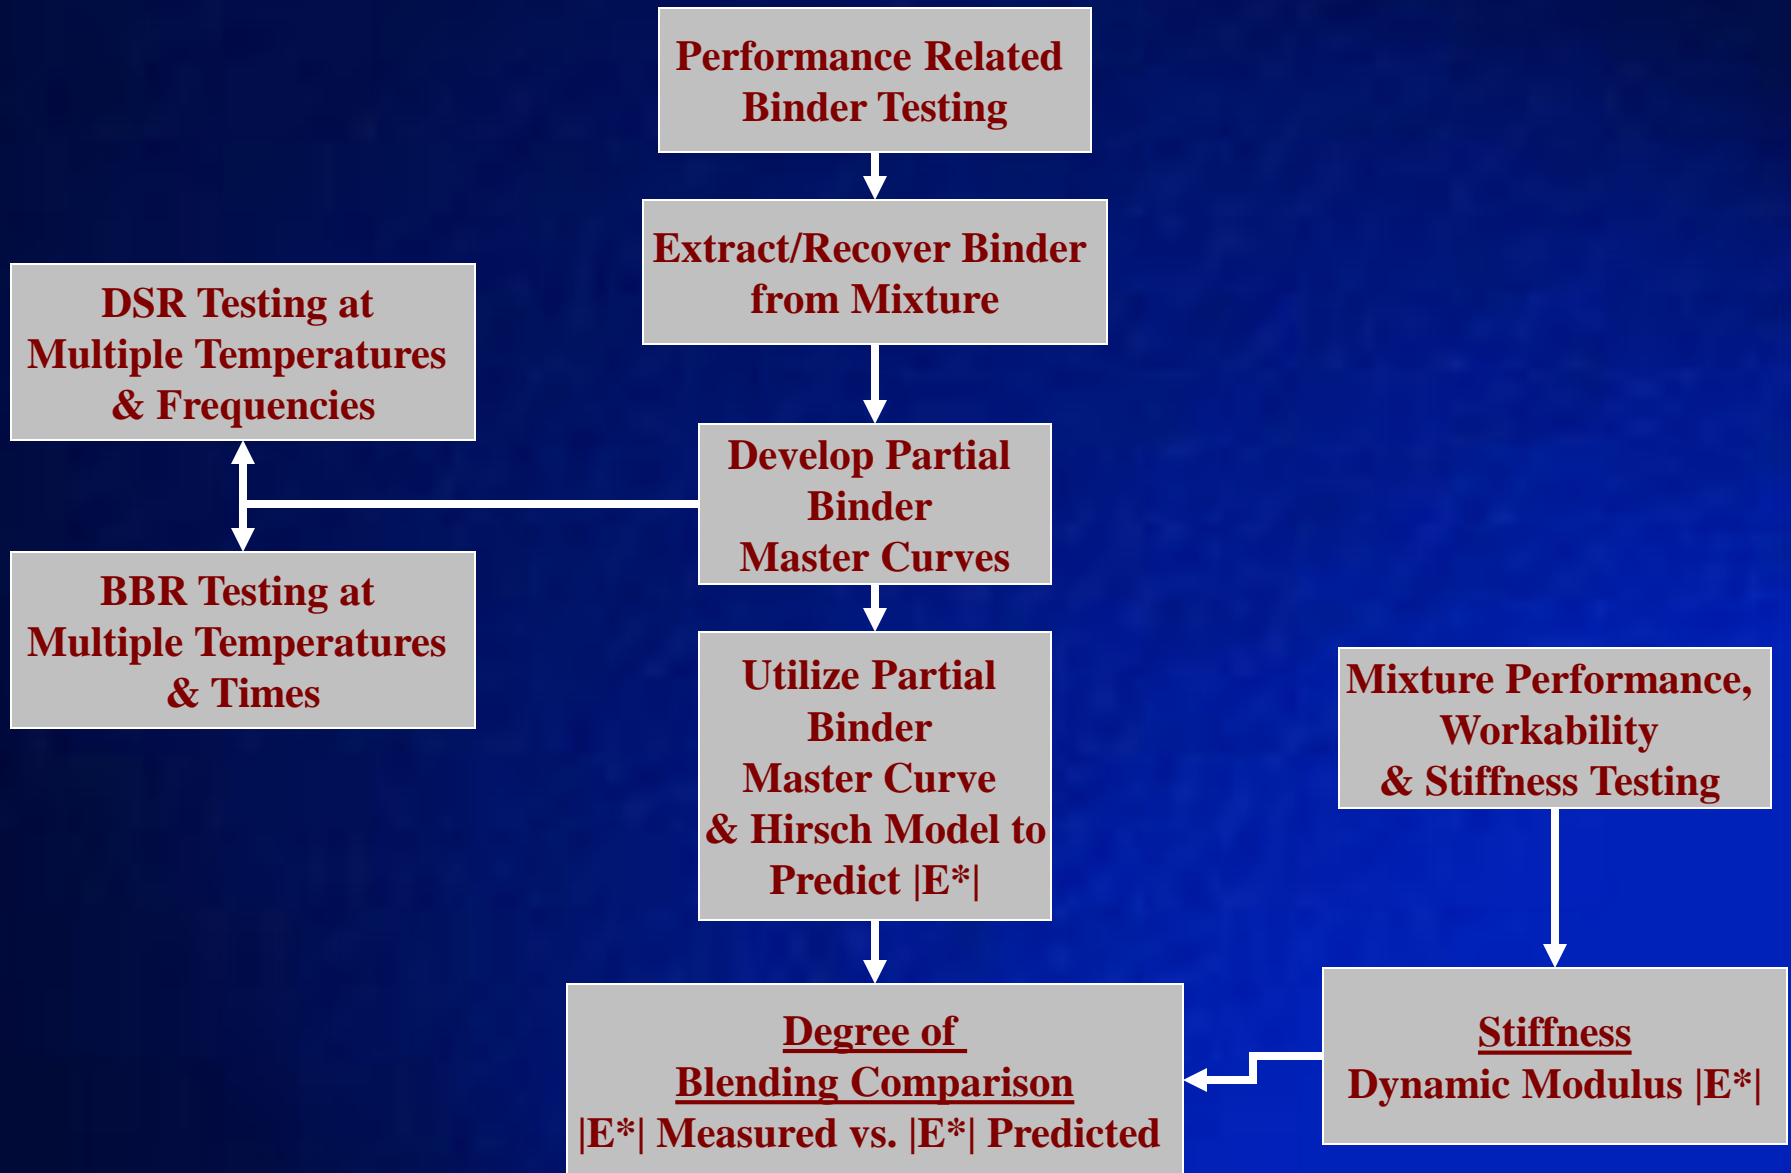 Performance Related
Binder Testing
Extract/Recover Binder
from Mixture
DSR Testing at
Multiple Temperatures
& Frequencies
Develop Partial
Binder
Master Curves
BBR Testing at
Multiple Temperatures
& Times
Utilize Partial
Binder
Master Curve
& Hirsch Model to
Predict |E*|
Mixture Performance,
Workability
& Stiffness Testing
Degree of
Blending Comparison
|E*| Measured vs. |E*| Predicted
Stiffness
Dynamic Modulus |E*|